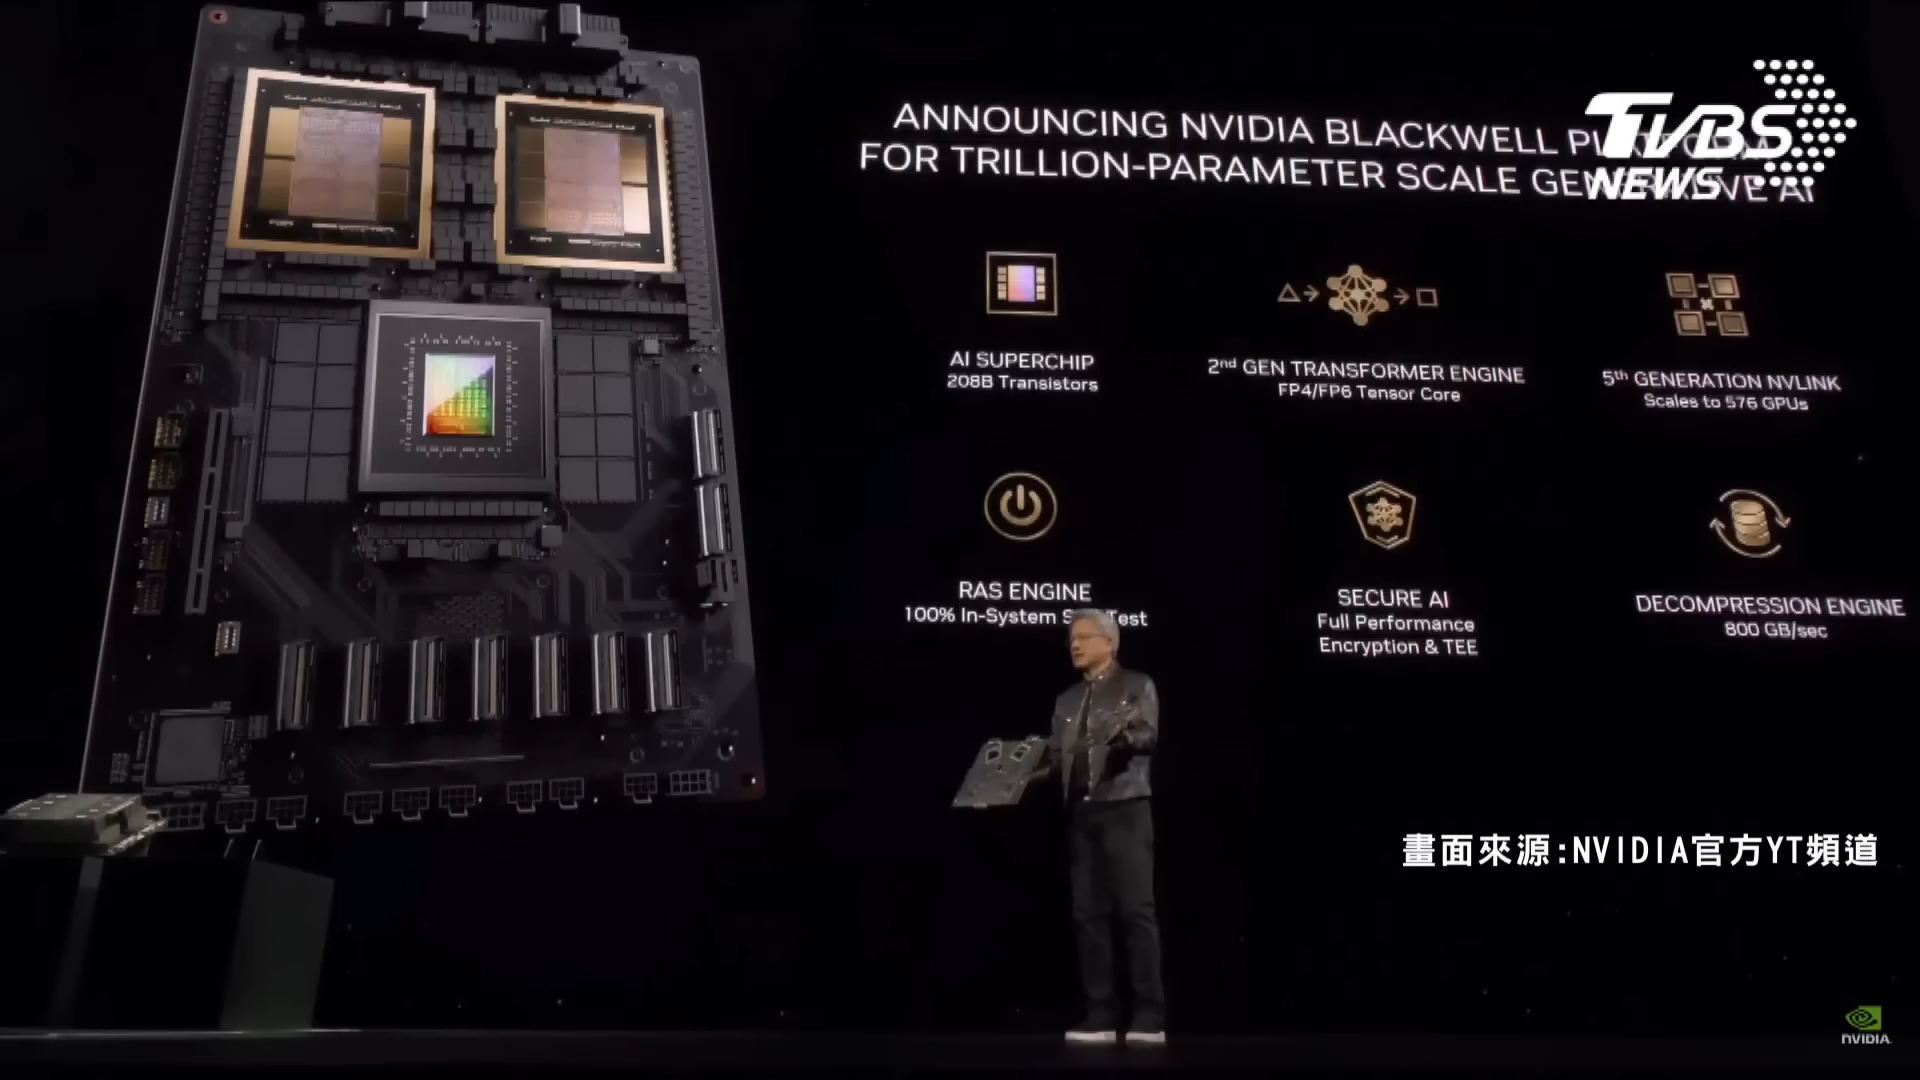 TVBS
NEWS
ANNOUNCING NVIDIA BLACKWELL
FOR TRILLION-PARAMETER SCALE AI
AI SUPERCHIP
208B Transistors
2nd GEN TRANSFORMER ENGINE
FP4/FP6 Tensor Core
5th GENERATION NVLINK
Scales to 576 GPUs
RAS ENGINE
100% In-System Test
SECURE AI
Full Performance
Encryption & TEE
DECOMPRESSION ENGINE
800 GB/sec
畫面來源:NVIDIA官方YT頻道
NVIDIA